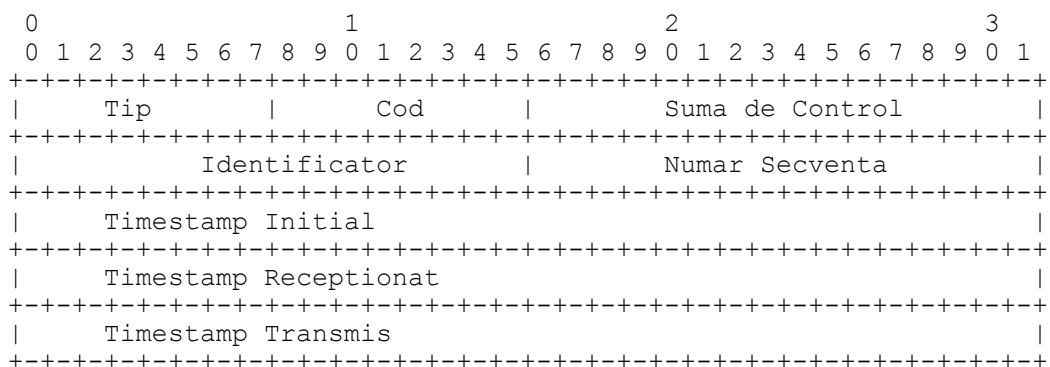 0                   1                   2                   3
 0 1 2 3 4 5 6 7 8 9 0 1 2 3 4 5 6 7 8 9 0 1 2 3 4 5 6 7 8 9 0 1
+-+-+-+-+-+-+-+-+-+-+-+-+-+-+-+-+-+-+-+-+-+-+-+-+-+-+-+-+-+-+-+-+
|     Tip       |      Cod      |        Suma de Control        |
+-+-+-+-+-+-+-+-+-+-+-+-+-+-+-+-+-+-+-+-+-+-+-+-+-+-+-+-+-+-+-+-+
|           Identificator       |        Numar Secventa         |
+-+-+-+-+-+-+-+-+-+-+-+-+-+-+-+-+-+-+-+-+-+-+-+-+-+-+-+-+-+-+-+-+
|     Timestamp Initial                                         |
+-+-+-+-+-+-+-+-+-+-+-+-+-+-+-+-+-+-+-+-+-+-+-+-+-+-+-+-+-+-+-+-+
|     Timestamp Receptionat                                     |
+-+-+-+-+-+-+-+-+-+-+-+-+-+-+-+-+-+-+-+-+-+-+-+-+-+-+-+-+-+-+-+-+
|     Timestamp Transmis                                        |
+-+-+-+-+-+-+-+-+-+-+-+-+-+-+-+-+-+-+-+-+-+-+-+-+-+-+-+-+-+-+-+-+